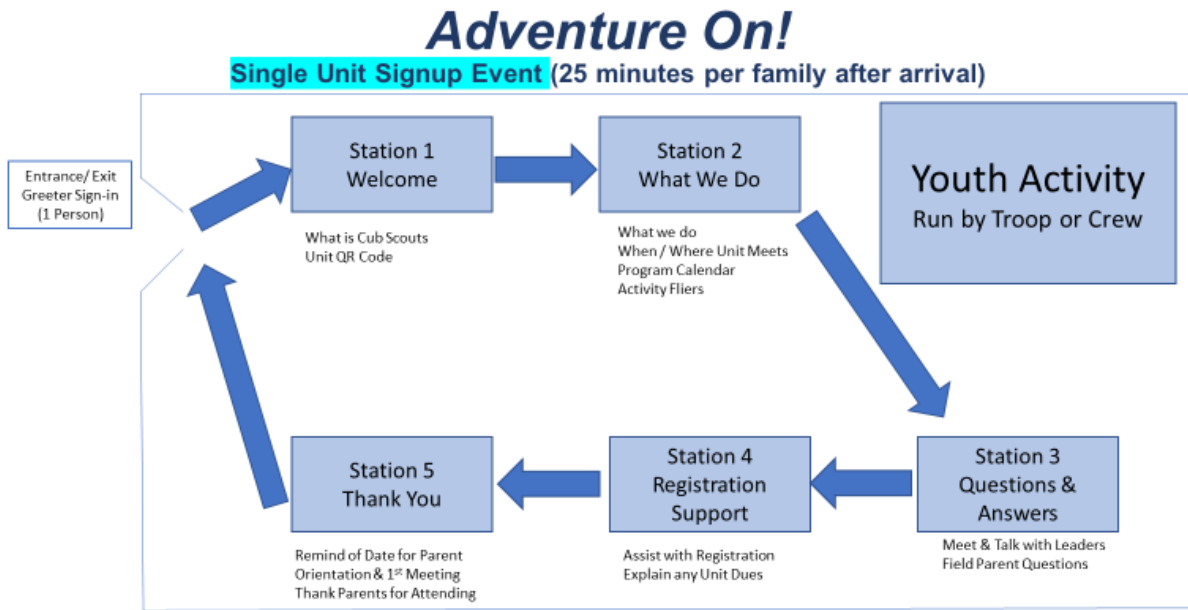 Adventure On!
Single Unit Signup Event (25 minutes per family after arrival)
Entrance/ Exit
Greeter Sign-in
(1 Person)
Station 1
Welcome
What is Cub Scouts
Unit QR Code
Station 2
What We Do
What we do
When / Where Unit Meets
Program Calendar
Activity Fliers
Youth Activity
Run by Troop or Crew
Station 3
Questions &
Answers
Meet & Talk with Leaders
Field Parent Questions
Station 4
Registration
Support
Assist with Registration
Explain any Unit Dues
Station 5
Thank You
Remind of Date for Parent
Orientation & 1st Meeting
Thank Parents for Attending